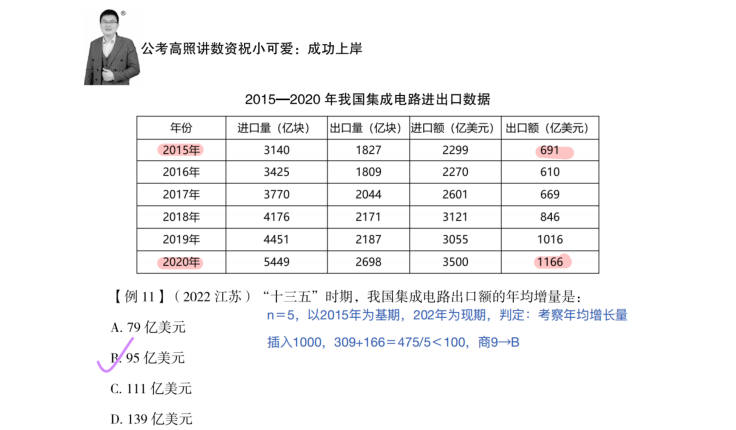 公考高照讲数资祝小可爱：成功上岸
2015—2020 年我国集成电路进出口数据
年份 进口量（亿块） 出口量（亿块） 进口额（亿美元） 出口额（亿美元）
2015年 3140 1827 2299 691
2016年 3425 1809 2270 610
2017年 3770 2044 2601 669
2018年 4176 2171 3121 846
2019年 4451 2187 3055 1016
2020年 5449 2698 3500 1166
【例 11】（2022 江苏）“十三五”时期，我国集成电路出口额的年均增量是：
n＝5，以2015年为基期，202年为现期，判定：考察年均增长量
A. 79 亿美元
插入1000，309+166＝475/5＜100，商9→B
B. 95 亿美元
C. 111 亿美元
D. 139 亿美元